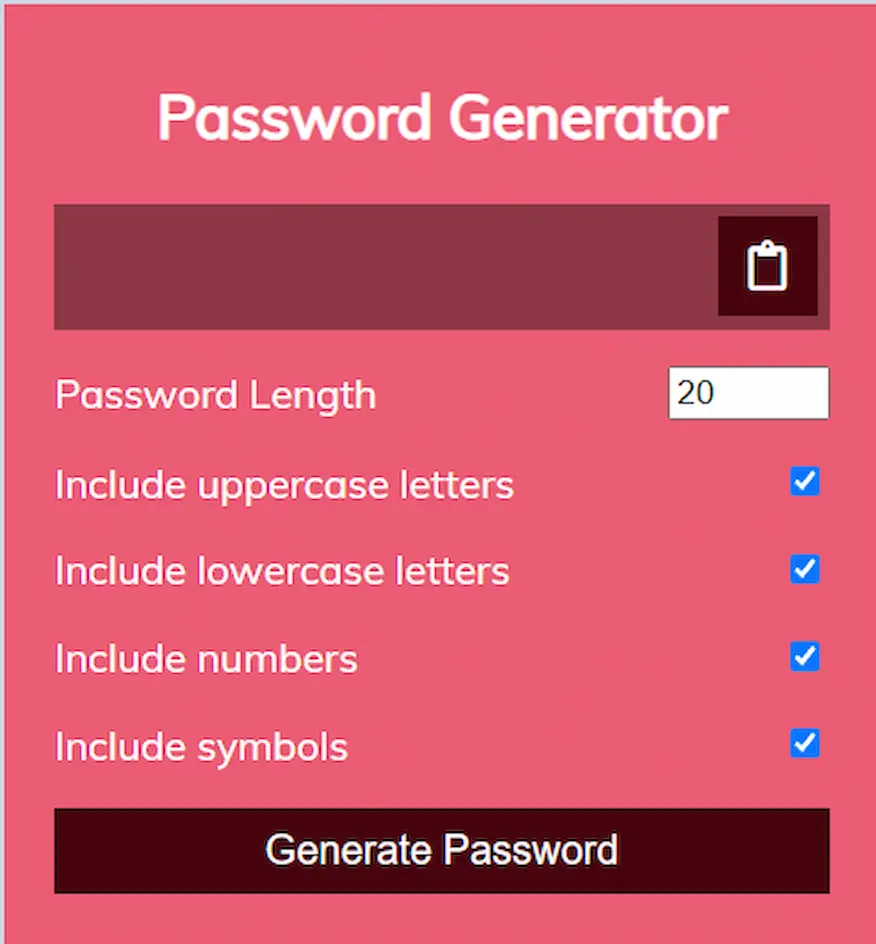 Password Generator
Password Length 20
Include uppercase letters
Include lowercase letters
Include numbers
Include symbols
Generate Password